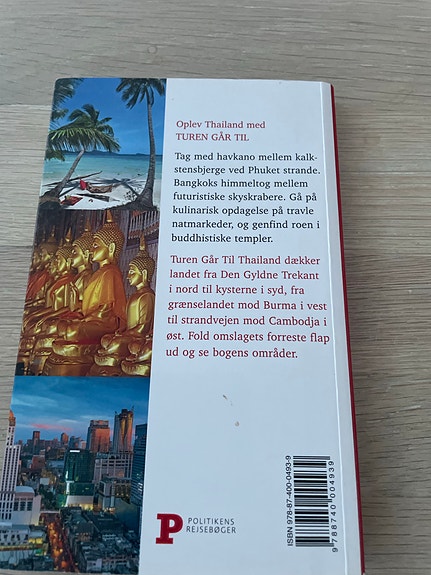 Oplev Thailand med
TUREN GÅR TIL
Tag med havkano mellem kalk-
stensbjerge ved Phuket strande.
Bangkoks himmeltog mellem
futuristiske skyskrabere. Gå på
kulinarisk opdagelse på travle
natmarkeder, og genfind roen i
buddhistiske templer.
Turen Går Til Thailand dækker
landet fra Den Gyldne Trekant
i nord til kysterne i syd, fra
grænselandet mod Burma i vest
til strandvejen mod Cambodja i
øst. Fold omslagets forreste flap
ud og se bogens områder.
P POLITIKENS
REJSEBØGER
ISBN 978-87-400-0493-9
9 788740 004939